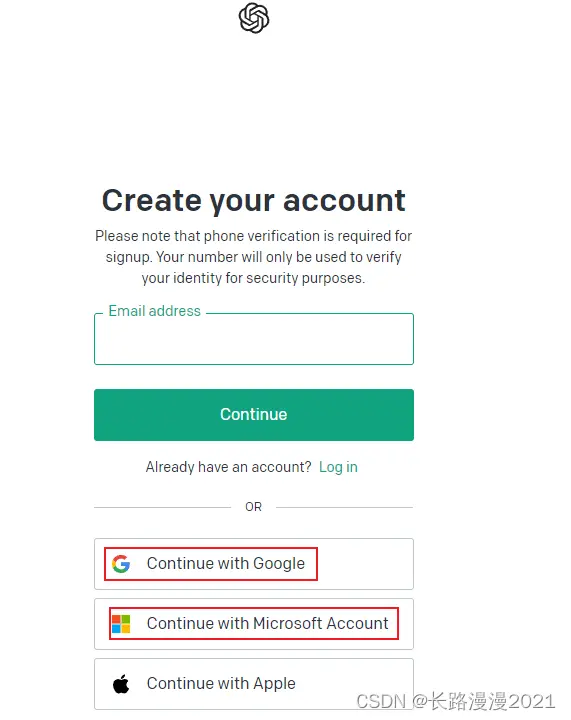 Create your account
Please note that phone verification is required for
signup. Your number will only be used to verify
your identity for security purposes.
Email address
Continue
Already have an account? Log in
OR
Continue with Google
Continue with Microsoft Account
Continue with Apple
CSDN @长路漫漫2021